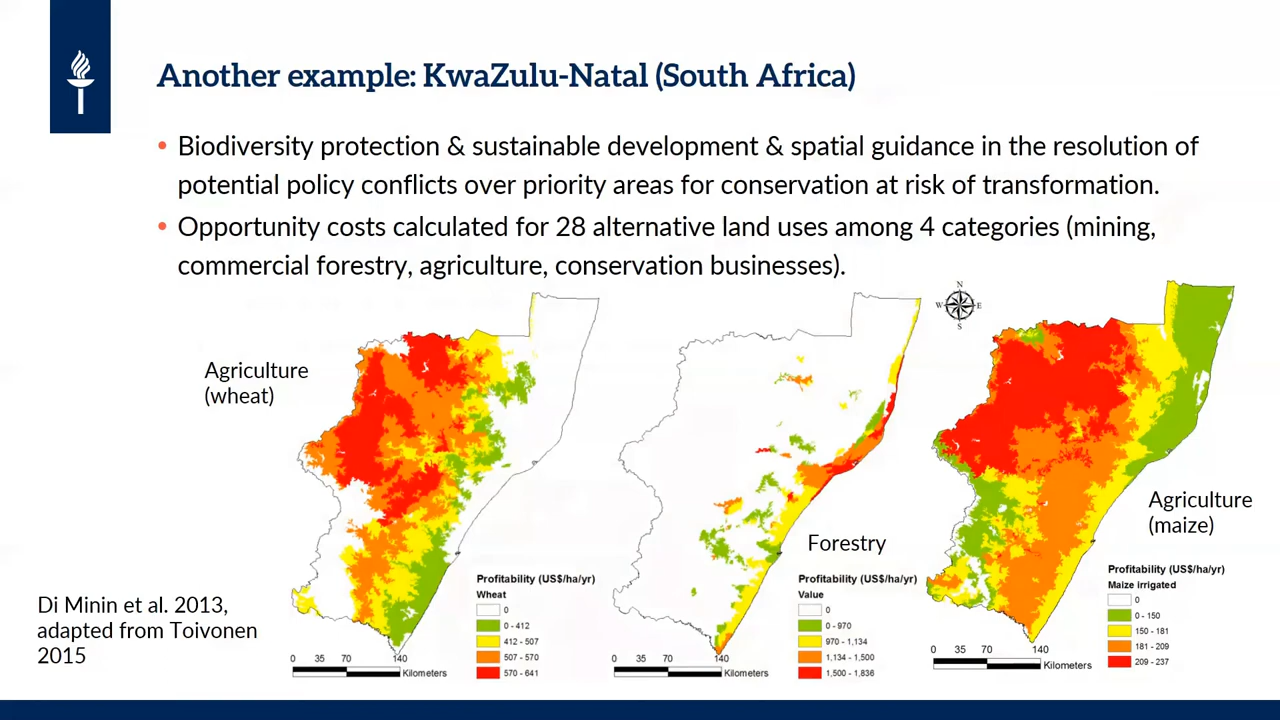 Another example: KwaZulu-Natal (South Africa)
• Biodiversity protection & sustainable development & spatial guidance in the resolution of
potential policy conflicts over priority areas for conservation at risk of transformation.
• Opportunity costs calculated for 28 alternative land uses among 4 categories (mining,
commercial forestry, agriculture, conservation businesses).
Agriculture
(wheat)
Profitability (US$/ha/yr)
Wheat
0
0 - 412
412 - 507
507 - 570
570 - 641
0 35 70 140
Kilometers
N
W E
S
Forestry
Profitability (US$/ha/yr)
Value
0
0 - 970
970 - 1,134
1,134 - 1,500
1,500 - 1,836
0 35 70 140
Kilometers
Agriculture
(maize)
Profitability (US$/ha/yr)
Maize irrigated
0
0 - 150
150 - 181
181 - 209
209 - 237
0 35 70 140
Kilometers
Di Minin et al. 2013,
adapted from Toivonen
2015